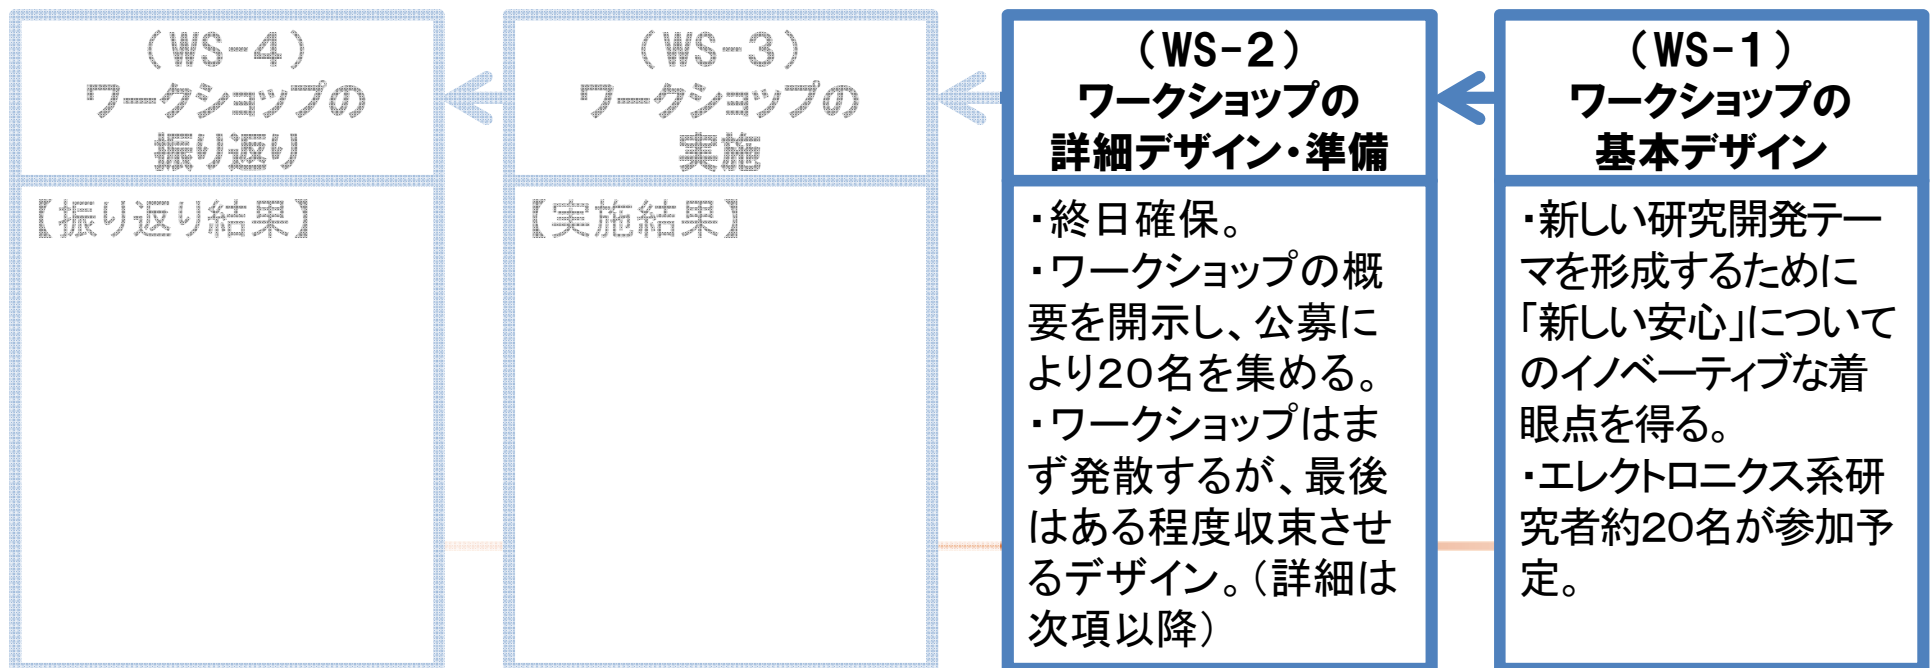 (WS-4)
ワークショップの
振り返り
【振り返り結果】
(WS-3)
ワークショップの
実施
【実施結果】
(WS-2)
ワークショップの
詳細デザイン・準備
・終日確保。
・ワークショップの概
要を開示し、公募に
より20名を集める。
・ワークショップはま
ず発散するが、最後
はある程度収束させ
るデザイン。(詳細は
次項以降)
(WS-1)
ワークショップの
基本デザイン
・新しい研究開発テー
マを形成するために
「新しい安心」について
のイノベーティブな着
眼点を得る。
・エレクトロニクス系研
究者約20名が参加予
定。